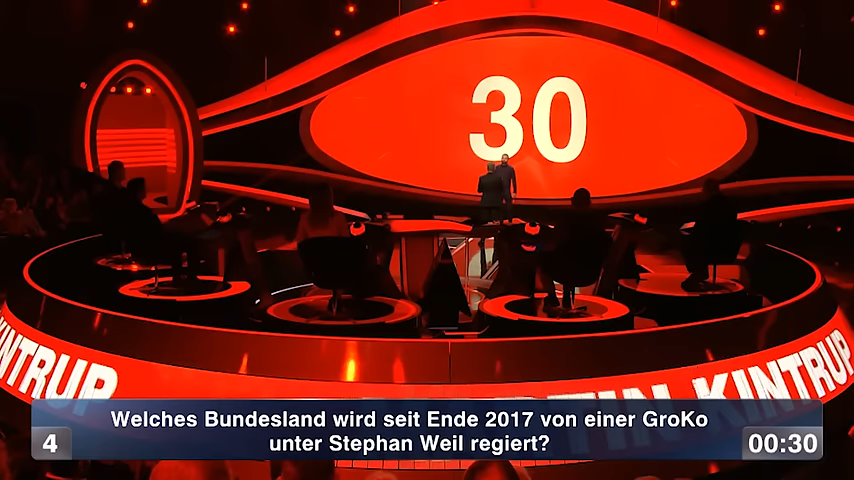 30
KINTRUP
TIN KINTRUP
Welches Bundesland wird seit Ende 2017 von einer GroKo
unter Stephan Weil regiert?
4
00:30